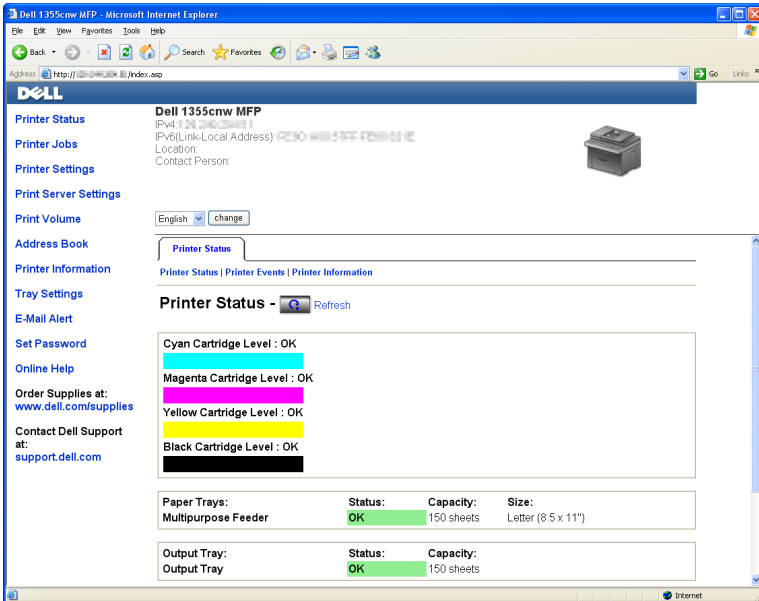 Dell 1355cnw MFP - Microsoft Internet Explorer
File Edit View Favorites Tools Help
Back Search Favorites
Address http:// /index.asp Go Links
DELL
Printer Status
Printer Jobs
Printer Settings
Print Server Settings
Print Volume
Address Book
Printer Information
Tray Settings
E-Mail Alert
Set Password
Online Help
Order Supplies at:
www.dell.com/supplies
Contact Dell Support
at:
support.dell.com
Dell 1355cnw MFP
IPv4:
IPv6(Link-Local Address):
Location:
Contact Person:
English change
Printer Status
Printer Status | Printer Events | Printer Information
Printer Status - Refresh
Cyan Cartridge Level : OK
Magenta Cartridge Level : OK
Yellow Cartridge Level : OK
Black Cartridge Level : OK
Paper Trays: Status: Capacity: Size:
Multipurpose Feeder OK 150 sheets Letter (8.5 x 11")
Output Tray: Status: Capacity:
Output Tray OK 150 sheets
Internet